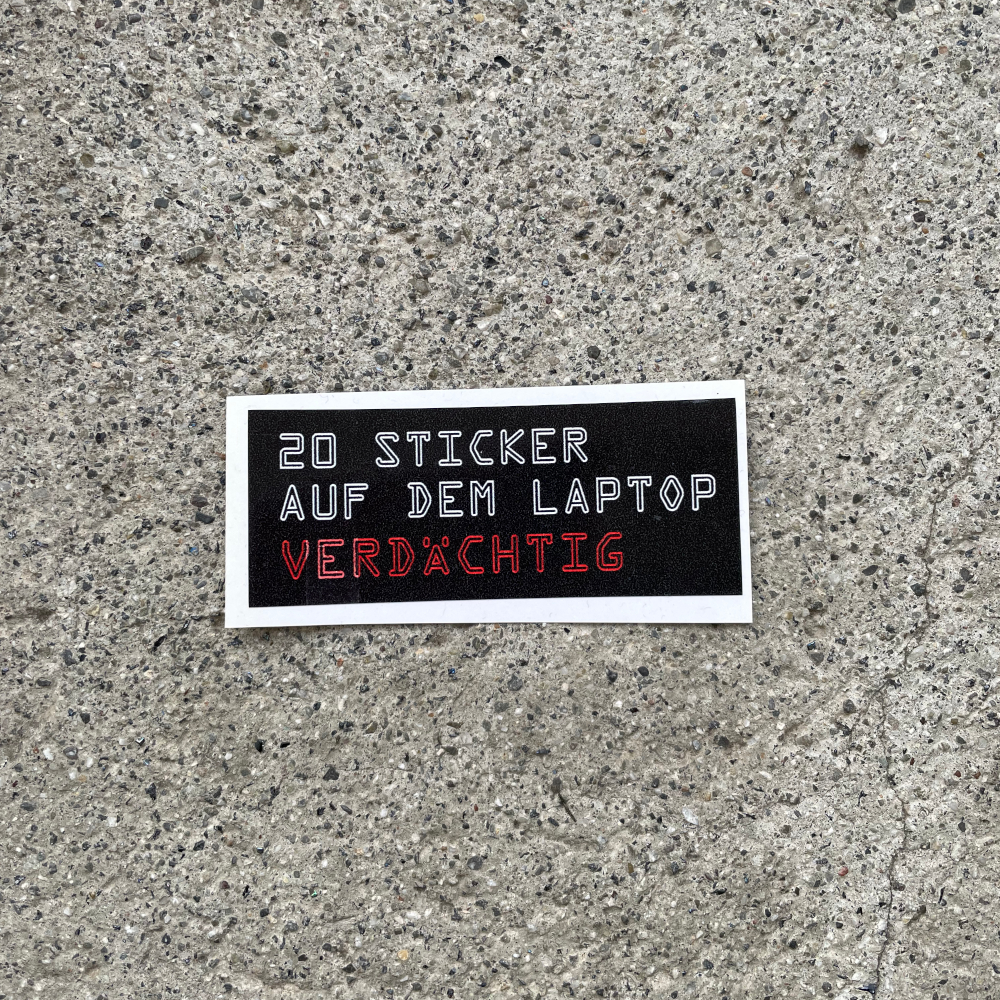 20 STICKER
AUF DEM LAPTOP
VERDÄCHTIG